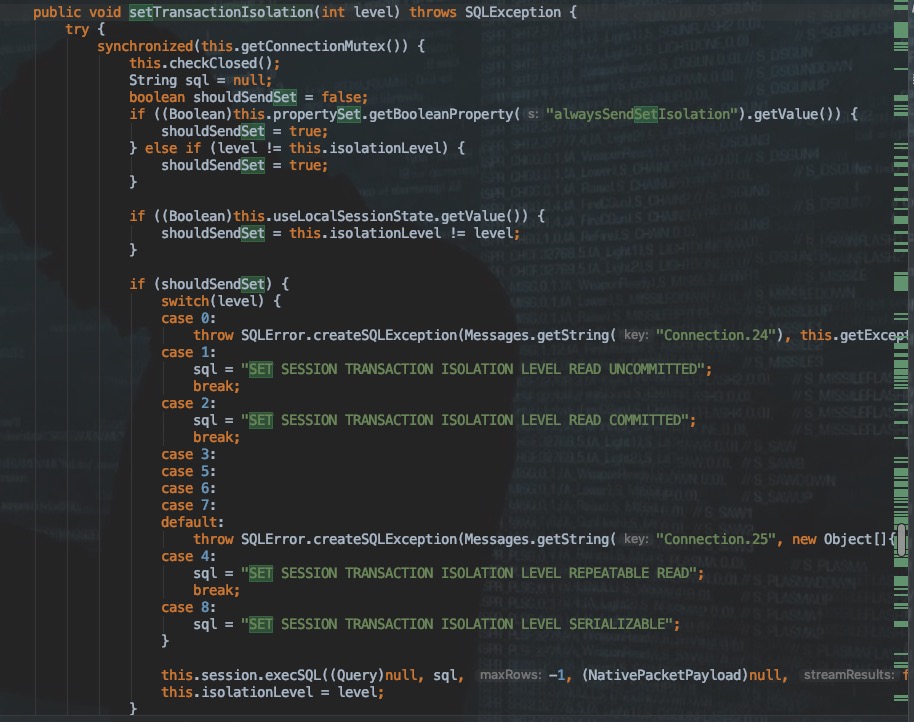 public void setTransactionIsolation(int level) throws SQLException {
try {
synchronized(this.getConnectionMutex()) {
this.checkClosed();
String sql = null;
boolean shouldSendSet = false;
if ((Boolean)this.propertySet.getBooleanProperty( s: "alwaysSendSetIsolation").getValue()) {
shouldSendSet = true;
} else if (level != this.isolationLevel) {
shouldSendSet = true;
}
if ((Boolean)this.useLocalSessionState.getValue()) {
shouldSendSet = this.isolationLevel != level;
}
if (shouldSendSet) {
switch(level) {
case 0:
throw SQLError.createSQLException(Messages.getString( key: "Connection.24"), this.getExcept
case 1:
sql = "SET SESSION TRANSACTION ISOLATION LEVEL READ UNCOMMITTED";
break;
case 2:
sql = "SET SESSION TRANSACTION ISOLATION LEVEL READ COMMITTED";
break;
case 3:
case 5:
case 6:
case 7:
default:
throw SQLError.createSQLException(Messages.getString( key: "Connection.25", new Object[]{
case 4:
sql = "SET SESSION TRANSACTION ISOLATION LEVEL REPEATABLE READ";
break;
case 8:
sql = "SET SESSION TRANSACTION ISOLATION LEVEL SERIALIZABLE";
}
this.session.execSQL((Query)null, sql, maxRows: -1, (NativePacketPayload)null, streamResults: f
this.isolationLevel = level;
}